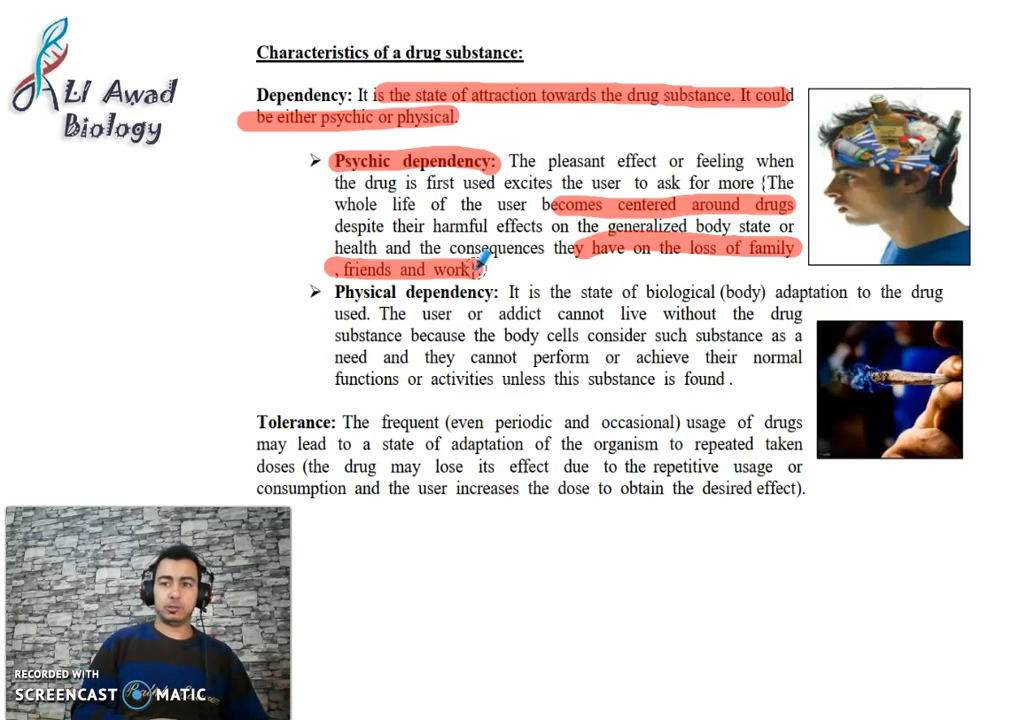 ALI Awad
Biology
Characteristics of a drug substance:
Dependency: It is the state of attraction towards the drug substance. It could
be either psychic or physical.
➢ Psychic dependency: The pleasant effect or feeling when
the drug is first used excites the user to ask for more {The
whole life of the user becomes centered around drugs
despite their harmful effects on the generalized body state or
health and the consequences they have on the loss of family
, friends and work}.
➢ Physical dependency: It is the state of biological (body) adaptation to the drug
used. The user or addict cannot live without the drug
substance because the body cells consider such substance as a
need and they cannot perform or achieve their normal
functions or activities unless this substance is found .
Tolerance: The frequent (even periodic and occasional) usage of drugs
may lead to a state of adaptation of the organism to repeated taken
doses (the drug may lose its effect due to the repetitive usage or
consumption and the user increases the dose to obtain the desired effect).
RECORDED WITH
SCREENCAST MATIC